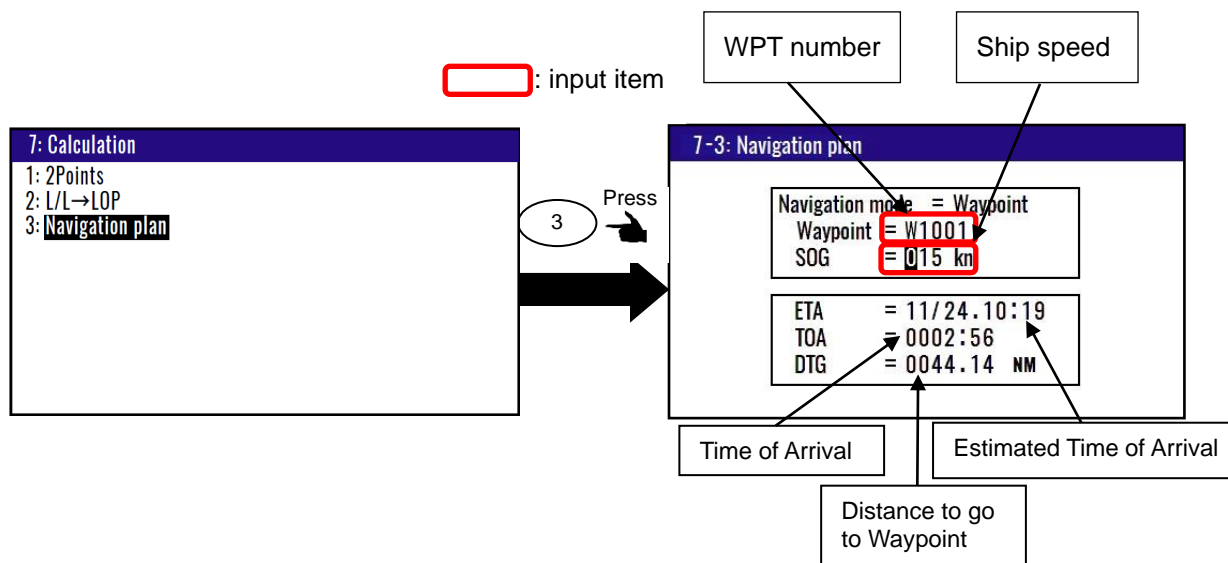 WPT number
Ship speed
: input item
7: Calculation
1: 2Points
2: L/L→LOP
3: Navigation plan
3
Press
7-3: Navigation plan
Navigation mode = Waypoint
Waypoint = W1001
SOG = 015 kn
ETA = 11/24.10:19
TOA = 0002:56
DTG = 0044.14 NM
Time of Arrival
Estimated Time of Arrival
Distance to go
to Waypoint